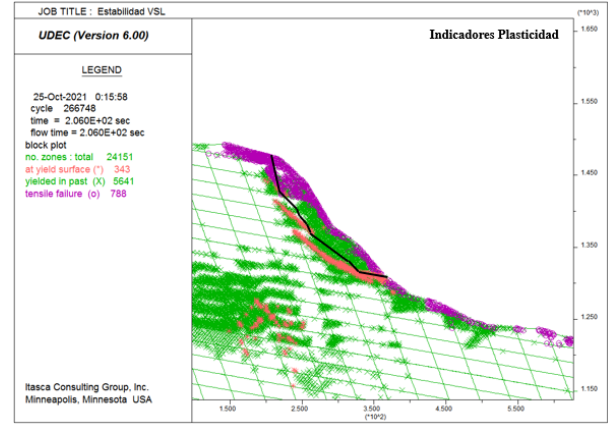 JOB TITLE : Estabilidad VSL
(*10^3)
UDEC (Version 6.00)
Indicadores Plasticidad
LEGEND
25-Oct-2021 0:15:58
cycle 266748
time = 2.060E+02 sec
flow time = 2.060E+02 sec
block plot
no. zones : total 24151
at yield surface (*) 343
yielded in past (X) 5641
tensile failure (o) 788
1.650
1.550
1.450
1.350
1.250
1.150
Itasca Consulting Group, Inc.
Minneapolis, Minnesota USA
1.500 2.500 3.500 4.500 5.500
(*10^2)